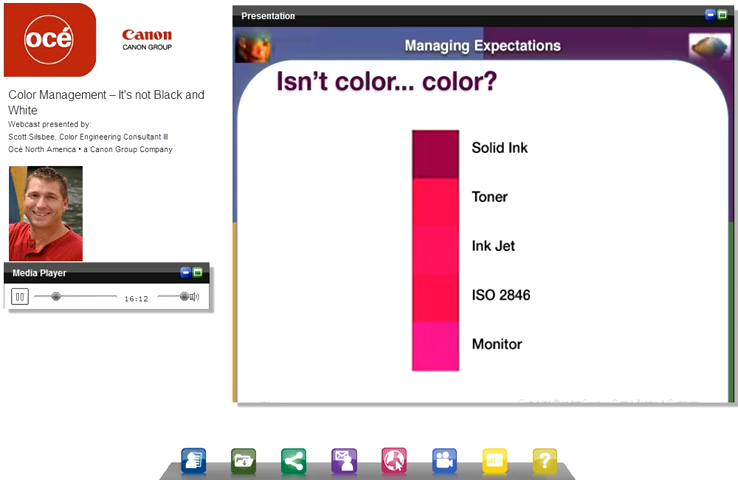 océ
Canon
CANON GROUP
Color Management – It's not Black and
White
Webcast presented by:
Scott Silsbee, Color Engineering Consultant III
Océ North America • a Canon Group Company
Media Player
16:12
Presentation
Managing Expectations
Isn't color... color?
Solid Ink
Toner
Ink Jet
ISO 2846
Monitor
?